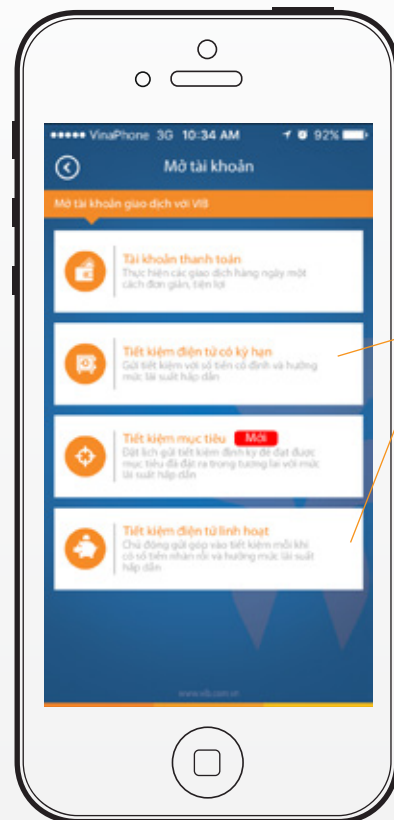 VinaPhone 3G 10:34 AM 92%
Mở tài khoản
Mở tài khoản giao dịch với VIB
Tài khoản thanh toán
Thực hiện các giao dịch hàng ngày một
cách đơn giản, tiện lợi
Tiết kiệm điện tử có kỳ hạn
Gửi tiết kiệm với số tiền cố định và hưởng
mức lãi suất hấp dẫn
Tiết kiệm mục tiêu Mới
Đặt lịch gửi tiết kiệm định kỳ để đạt được
mục tiêu đã đặt ra trong tương lai với mức
lãi suất hấp dẫn
Tiết kiệm điện tử linh hoạt
Chủ động gửi góp vào tiết kiệm mỗi khi
có số tiền nhàn rỗi và hưởng mức lãi suất
hấp dẫn
www.vib.com.vn